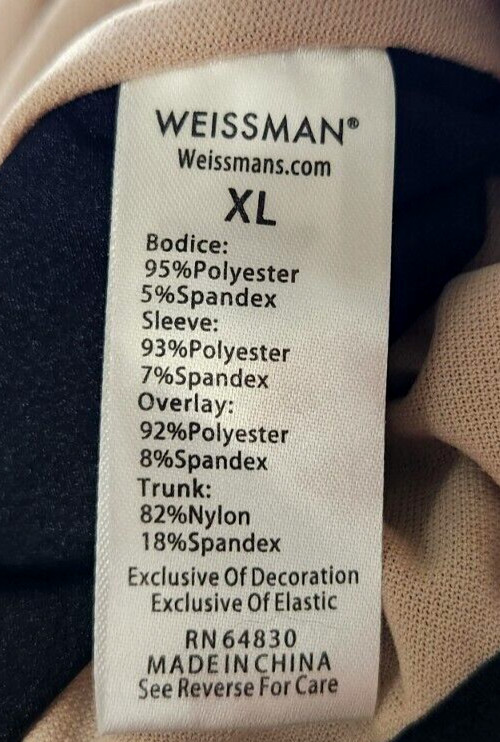 WEISSMAN®
Weissmans.com
XL
Bodice:
95%Polyester
5%Spandex
Sleeve:
93%Polyester
7%Spandex
Overlay:
92%Polyester
8%Spandex
Trunk:
82%Nylon
18%Spandex
Exclusive Of Decoration
Exclusive Of Elastic
RN 64830
MADE IN CHINA
See Reverse For Care